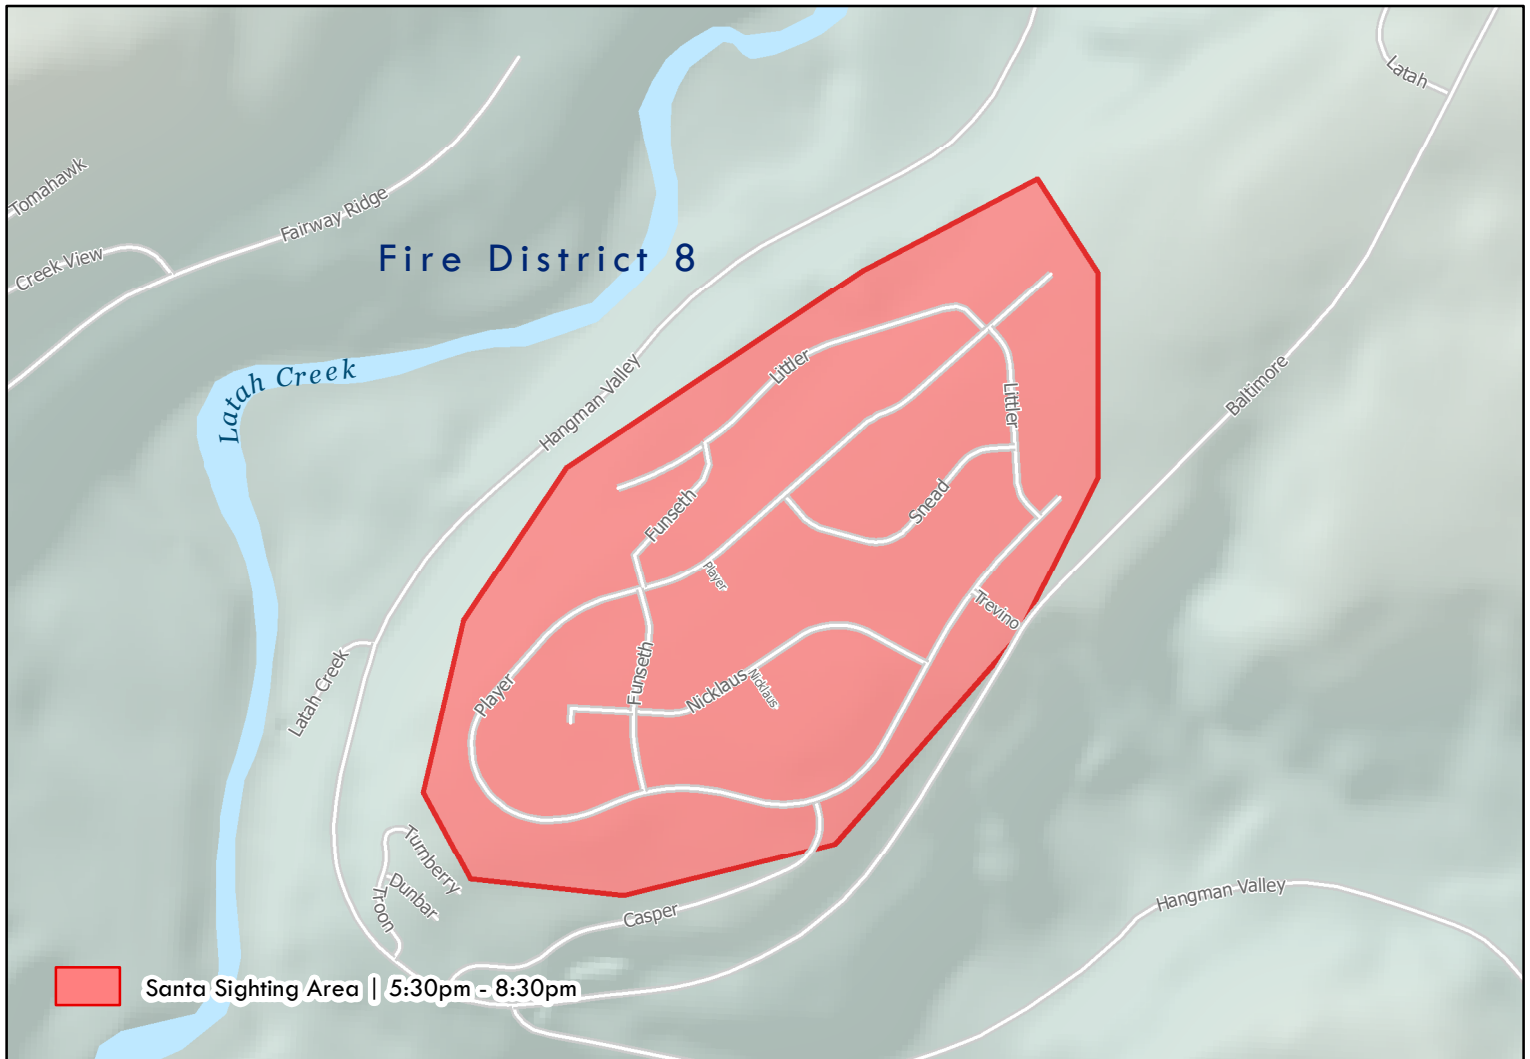 Latah
Tomahawk
Fairway Ridge
Creek View
Fire District 8
Latah Creek
Hangman Valley
Littler
Littler
Baltimore
Funseth
Snead
Player
Trevino
Funseth
Player
Nicklaus
Nicklaus
Latah Creek
Turnberry
Dunbar
Troon
Casper
Hangman Valley
Santa Sighting Area | 5:30pm - 8:30pm